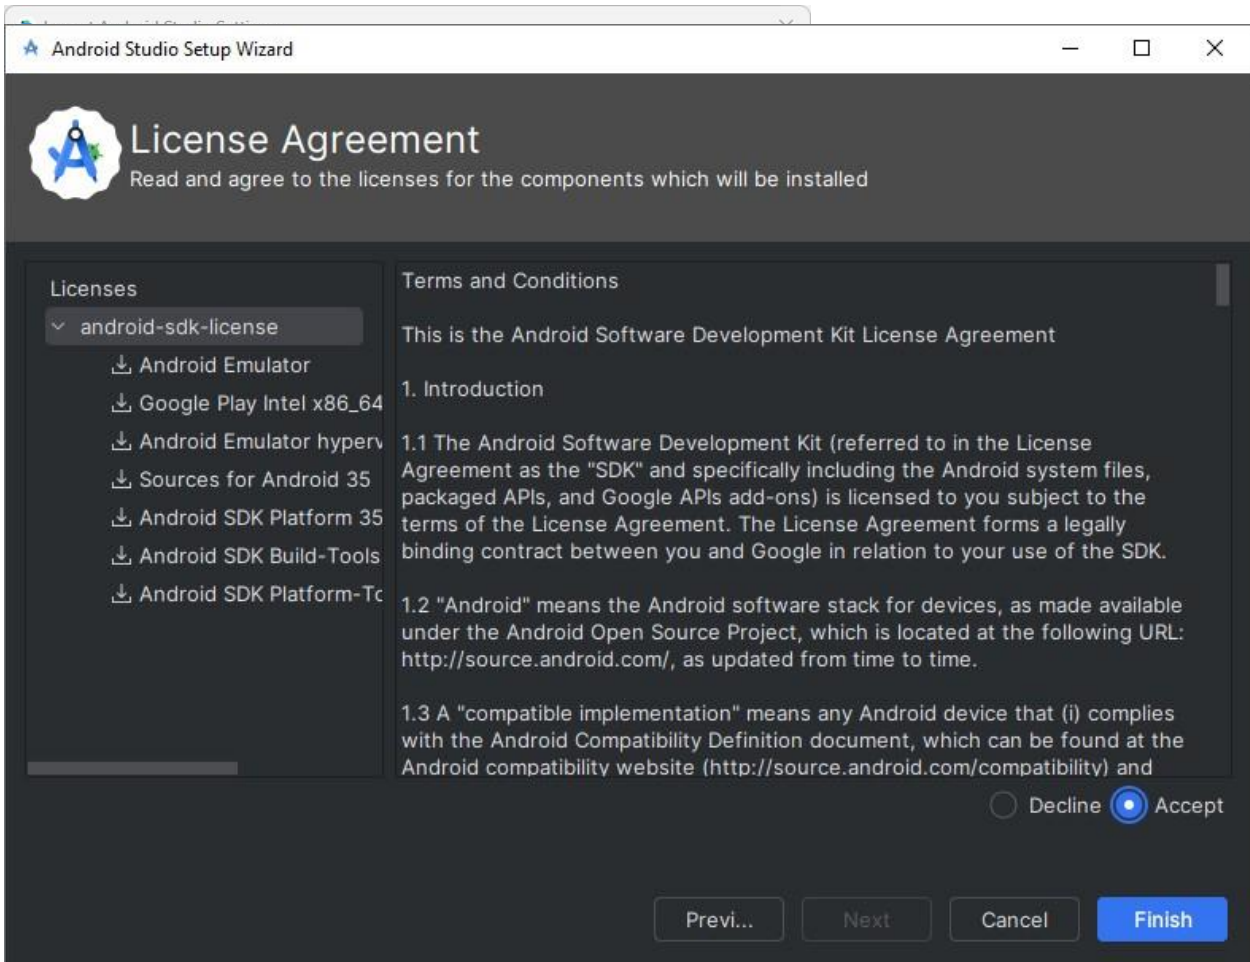 Android Studio Setup Wizard
License Agreement
Read and agree to the licenses for the components which will be installed
Licenses
android-sdk-license
Android Emulator
Google Play Intel x86_64
Android Emulator hyperv
Sources for Android 35
Android SDK Platform 35
Android SDK Build-Tools
Android SDK Platform-To
Terms and Conditions
This is the Android Software Development Kit License Agreement
1. Introduction
1.1 The Android Software Development Kit (referred to in the License
Agreement as the "SDK" and specifically including the Android system files,
packaged APIs, and Google APIs add-ons) is licensed to you subject to the
terms of the License Agreement. The License Agreement forms a legally
binding contract between you and Google in relation to your use of the SDK.
1.2 "Android" means the Android software stack for devices, as made available
under the Android Open Source Project, which is located at the following URL:
http://source.android.com/, as updated from time to time.
1.3 A "compatible implementation" means any Android device that (i) complies
with the Android Compatibility Definition document, which can be found at the
Android compatibility website (http://source.android.com/compatibility) and
Decline Accept
Previ... Next Cancel Finish